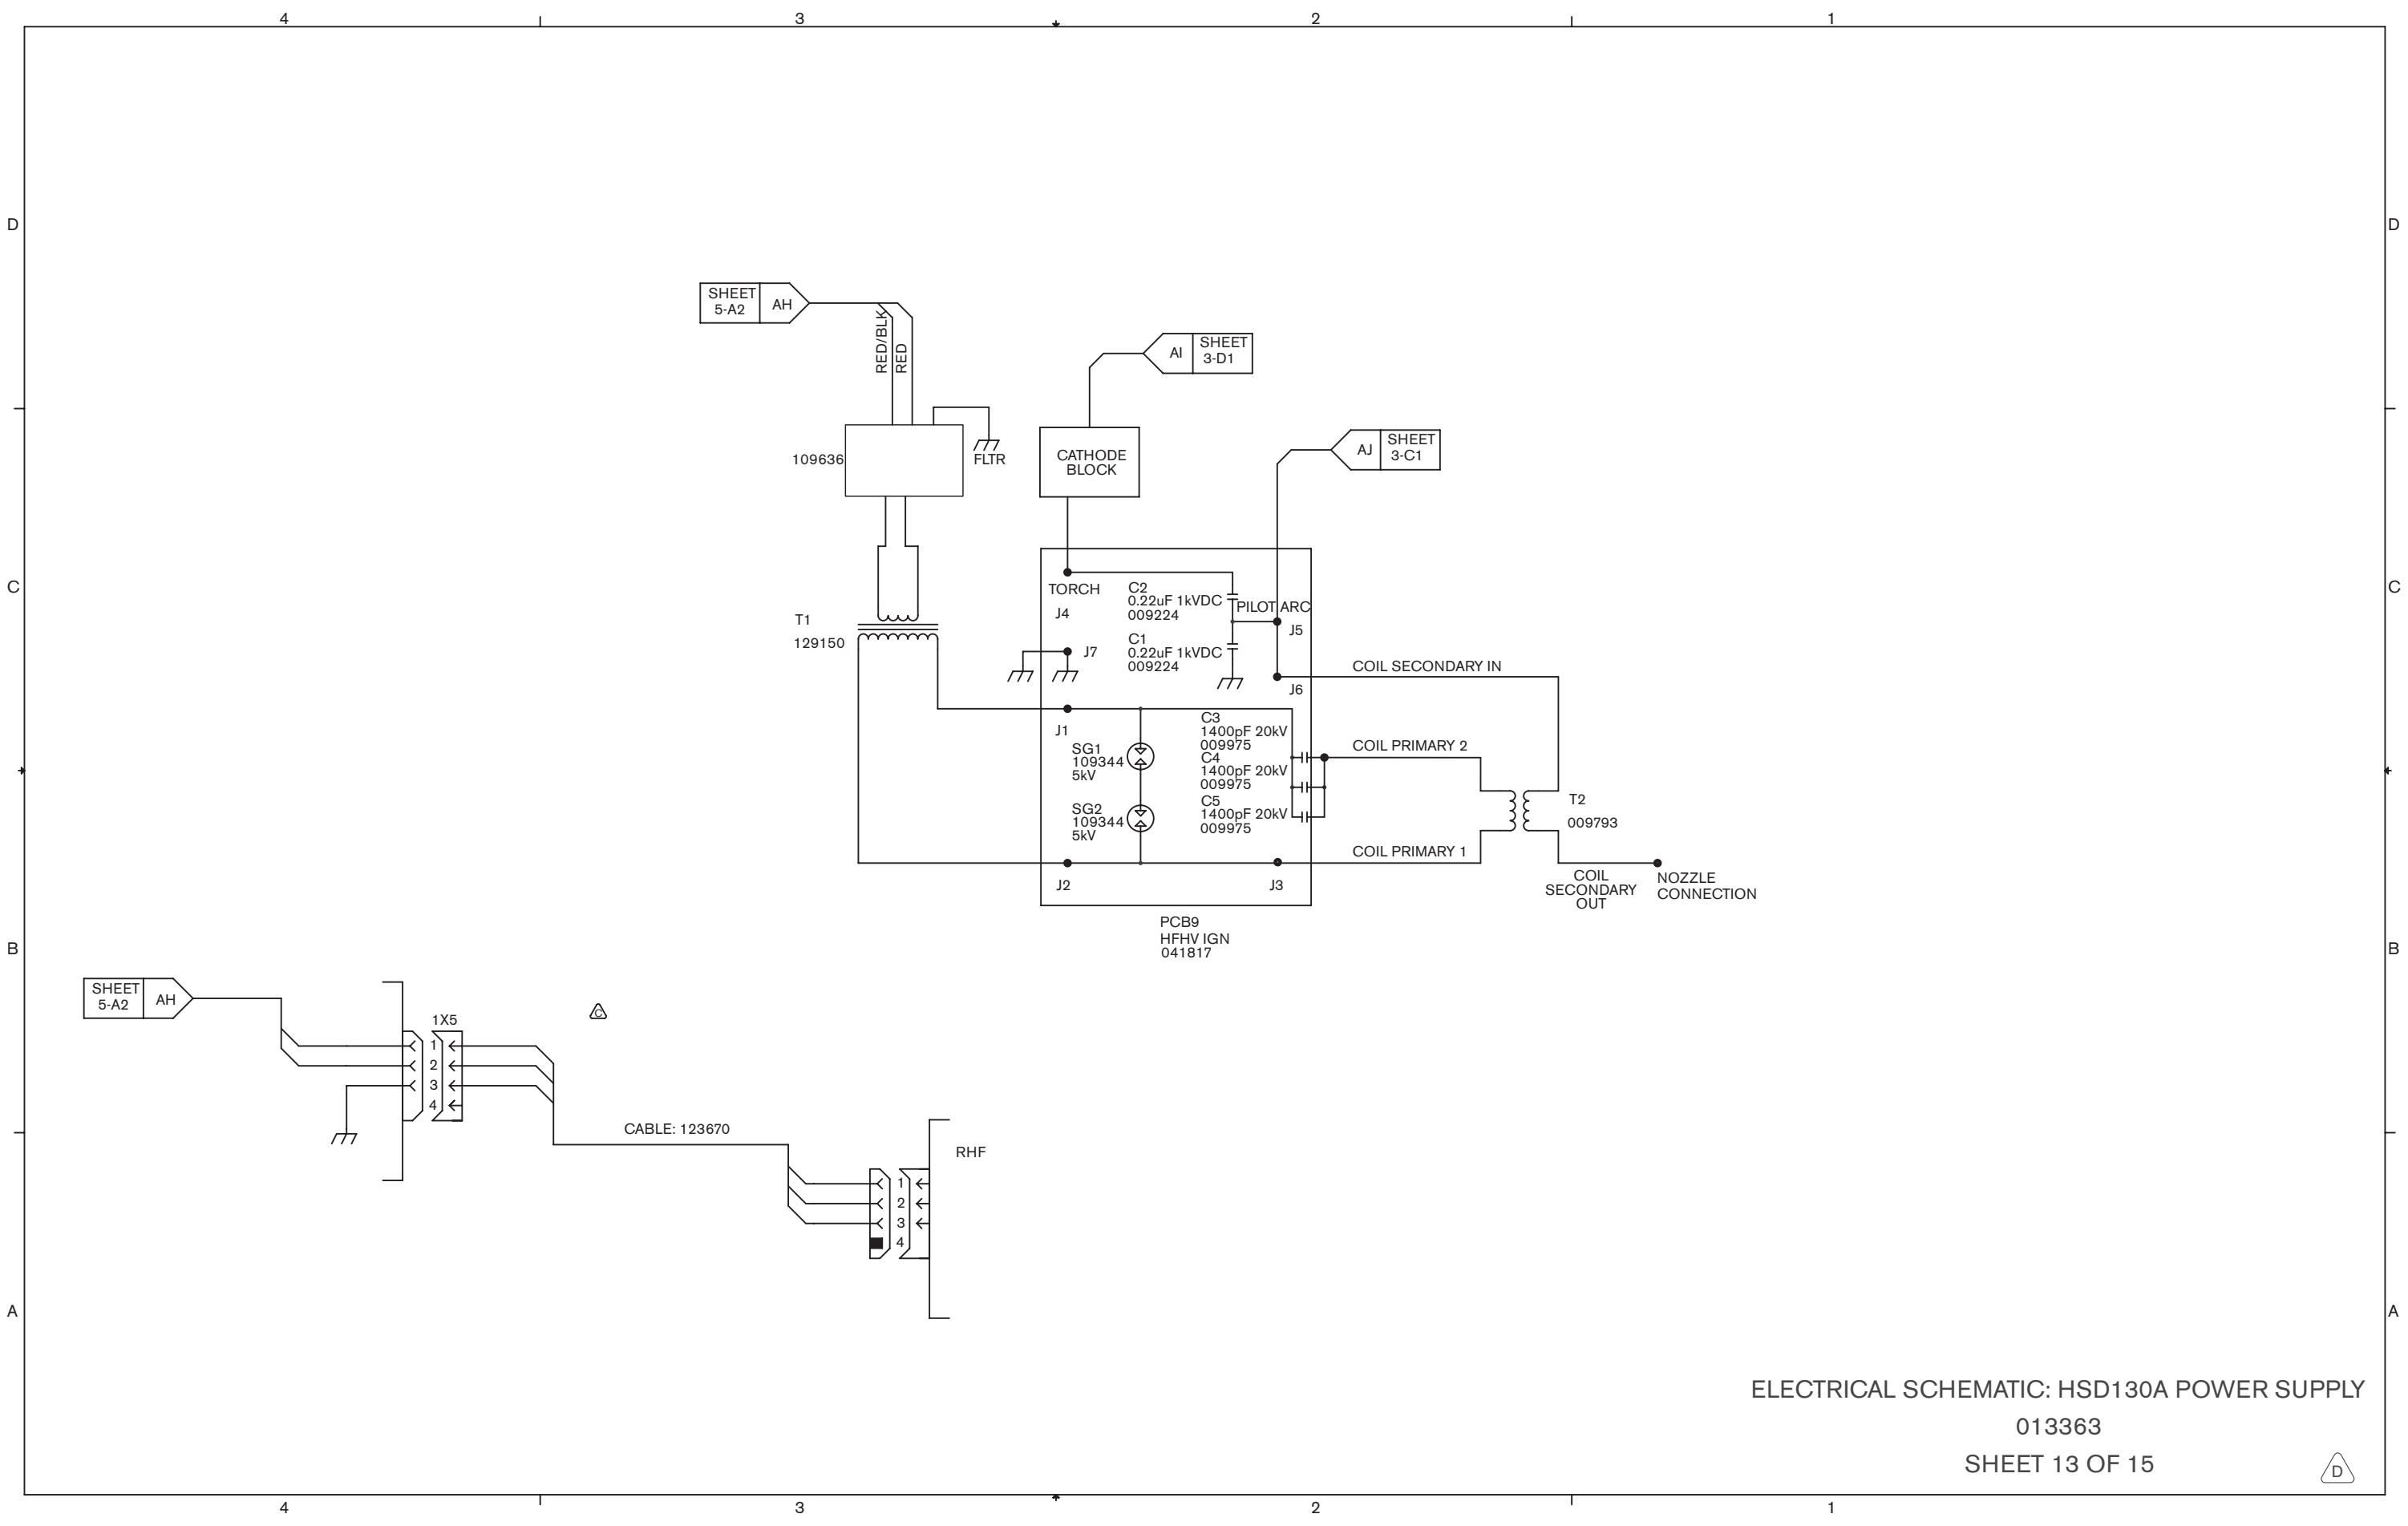 4 3 2 1
D D
SHEET
5-A2
AH
RED/BLK
RED
AI
SHEET
3-D1
109636
FLTR
CATHODE
BLOCK
AJ
SHEET
3-C1
C C
TORCH
J4
C2
0.22uF 1kVDC
009224
PILOT ARC
J5
T1
129150
J7
C1
0.22uF 1kVDC
009224
COIL SECONDARY IN
J6
J1
SG1
109344
5kV
C3
1400pF 20kV
009975
C4
1400pF 20kV
009975
COIL PRIMARY 2
SG2
109344
5kV
C5
1400pF 20kV
009975
T2
009793
COIL PRIMARY 1
J2
J3
COIL
SECONDARY
OUT
NOZZLE
CONNECTION
PCB9
HFHV IGN
041817
B B
SHEET
5-A2
AH
C
1X5
1
2
3
4
CABLE: 123670
RHF
1
2
3
4
A A
ELECTRICAL SCHEMATIC: HSD130A POWER SUPPLY
013363
SHEET 13 OF 15
D
4 3 2 1